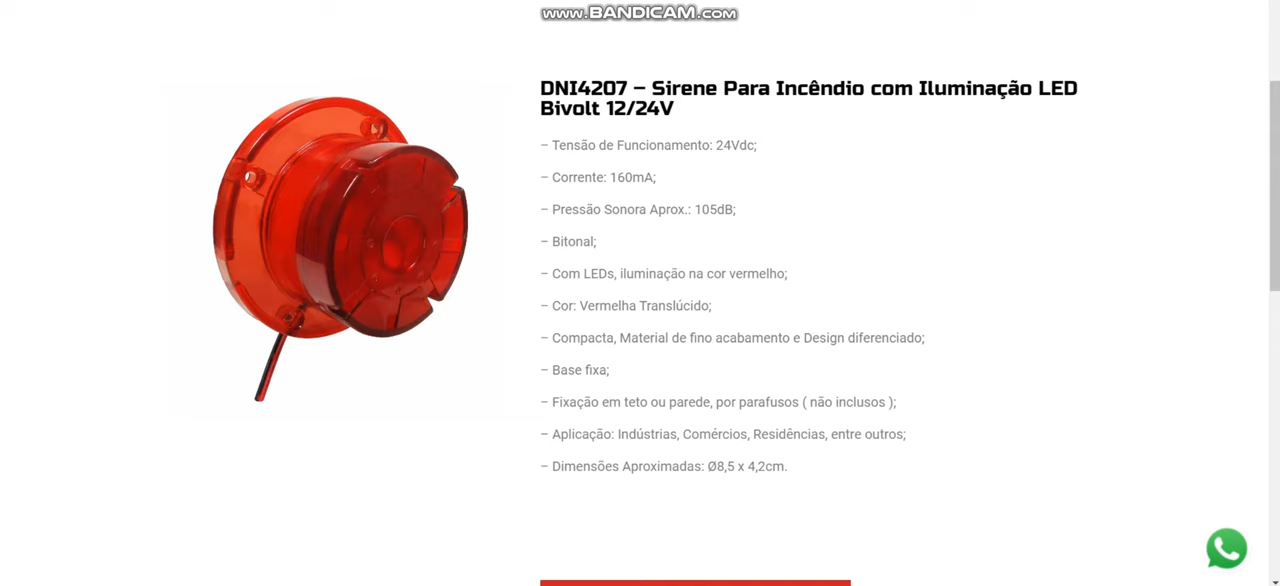 www.BANDICAM.com
DNI4207 – Sirene Para Incêndio com Iluminação LED
Bivolt 12/24V
– Tensão de Funcionamento: 24Vdc;
– Corrente: 160mA;
– Pressão Sonora Aprox.: 105dB;
– Bitonal;
– Com LEDs, iluminação na cor vermelho;
– Cor: Vermelha Translúcido;
– Compacta, Material de fino acabamento e Design diferenciado;
– Base fixa;
– Fixação em teto ou parede, por parafusos ( não inclusos );
– Aplicação: Indústrias, Comércios, Residências, entre outros;
– Dimensões Aproximadas: Ø8,5 x 4,2cm.